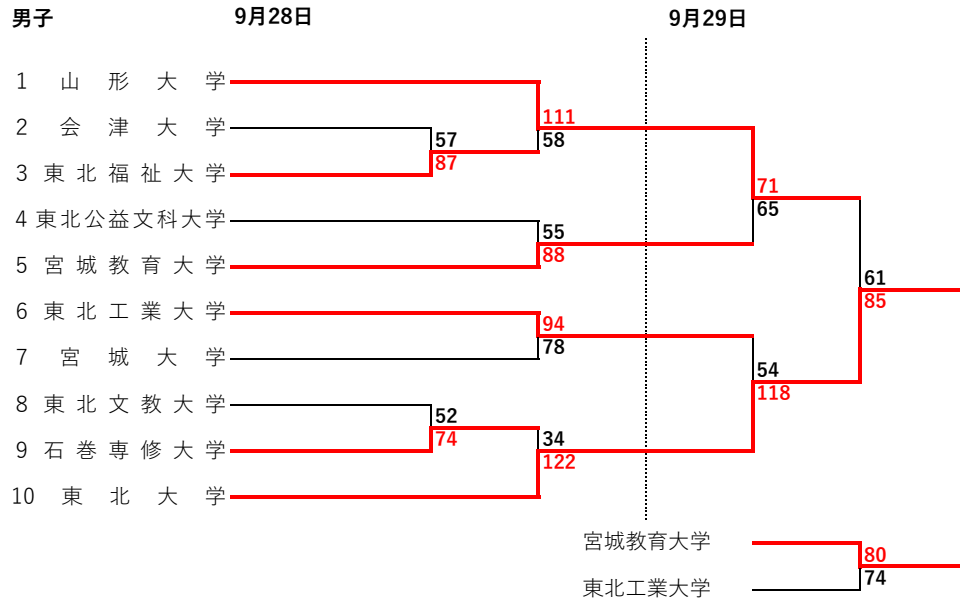 男子 9月28日 9月29日
1 山形大学
111
2 会津大学
57 58
87
3 東北福祉大学
71
65
4 東北公益文科大学
55
88
5 宮城教育大学
61
85
6 東北工業大学
94
78
7 宮城大学
54
118
8 東北文教大学
52
74 34
9 石巻専修大学
122
10 東北大学
宮城教育大学
80
74
東北工業大学